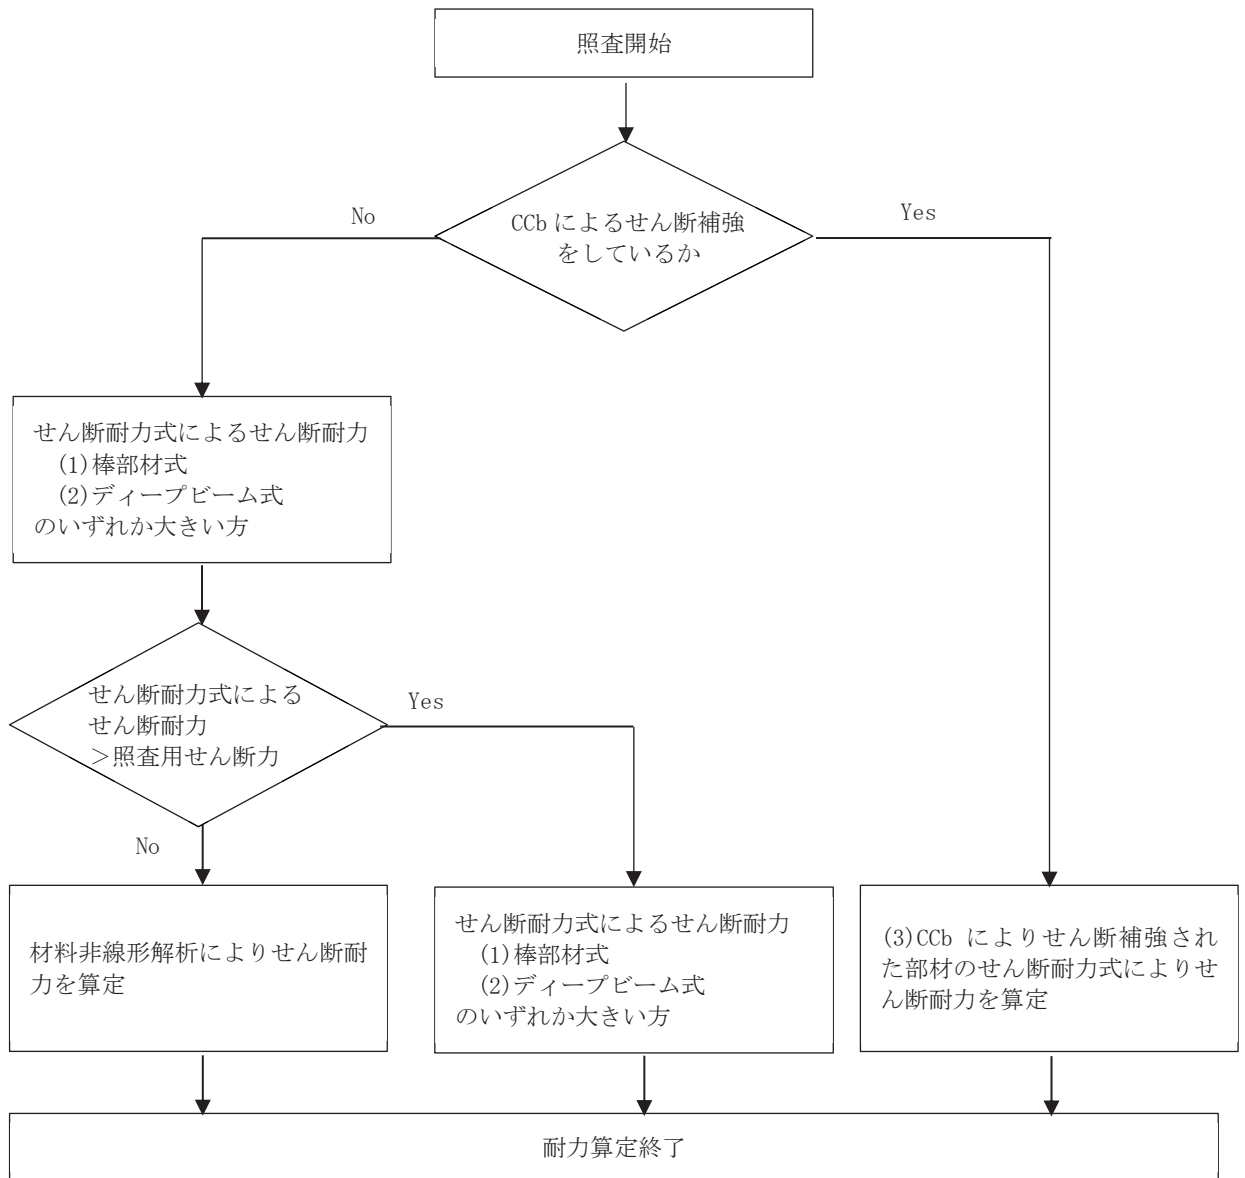 照査開始
CCb によるせん断補強
をしているか
No
Yes
せん断耐力式によるせん断耐力
(1)棒部材式
(2)ディープビーム式
のいずれか大きい方
せん断耐力式による
せん断耐力
＞照査用せん断力
Yes
No
材料非線形解析によりせん断耐
力を算定
せん断耐力式によるせん断耐力
(1)棒部材式
(2)ディープビーム式
のいずれか大きい方
(3)CCb によりせん断補強され
た部材のせん断耐力式によりせ
ん断耐力を算定
耐力算定終了